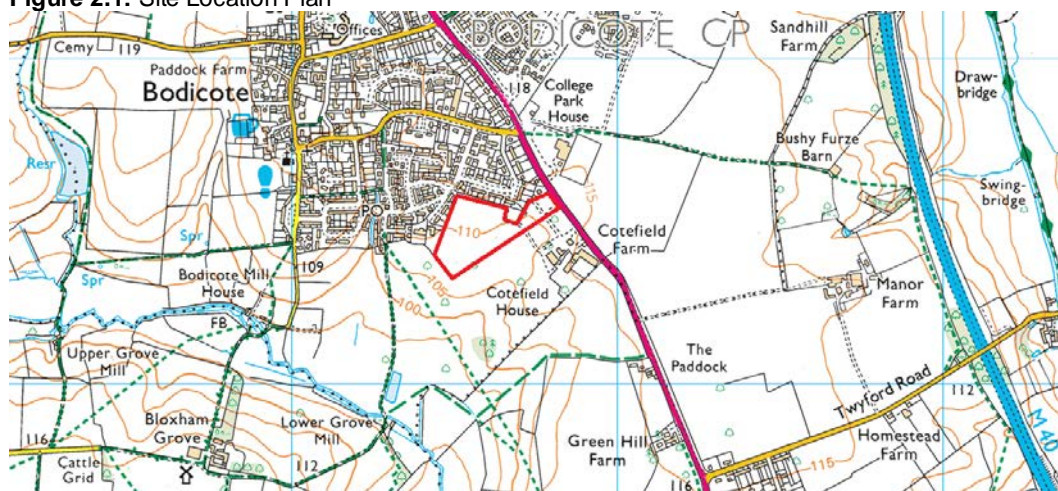 Figure 2.1: Site Location Plan
Cemy
119
Offices
BODICOTE CP
Sandhill
Farm
Paddock Farm
Bodicote
118
College
Park
House
Draw-
bridge
Bushy Furze
Barn
Resr
Swing-
bridge
115
110
Cotefield
Farm
Spr
109
105
Bodicote Mill
House
Spr
100
Cotefield
House
Manor
Farm
FB
Upper Grove
Mill
The
Paddock
Twyford Road
112
Bloxham
Grove
Lower Grove
Mill
M 40
116
Green Hill
Farm
Homestead
Farm
Cattle
Grid
112
115
116